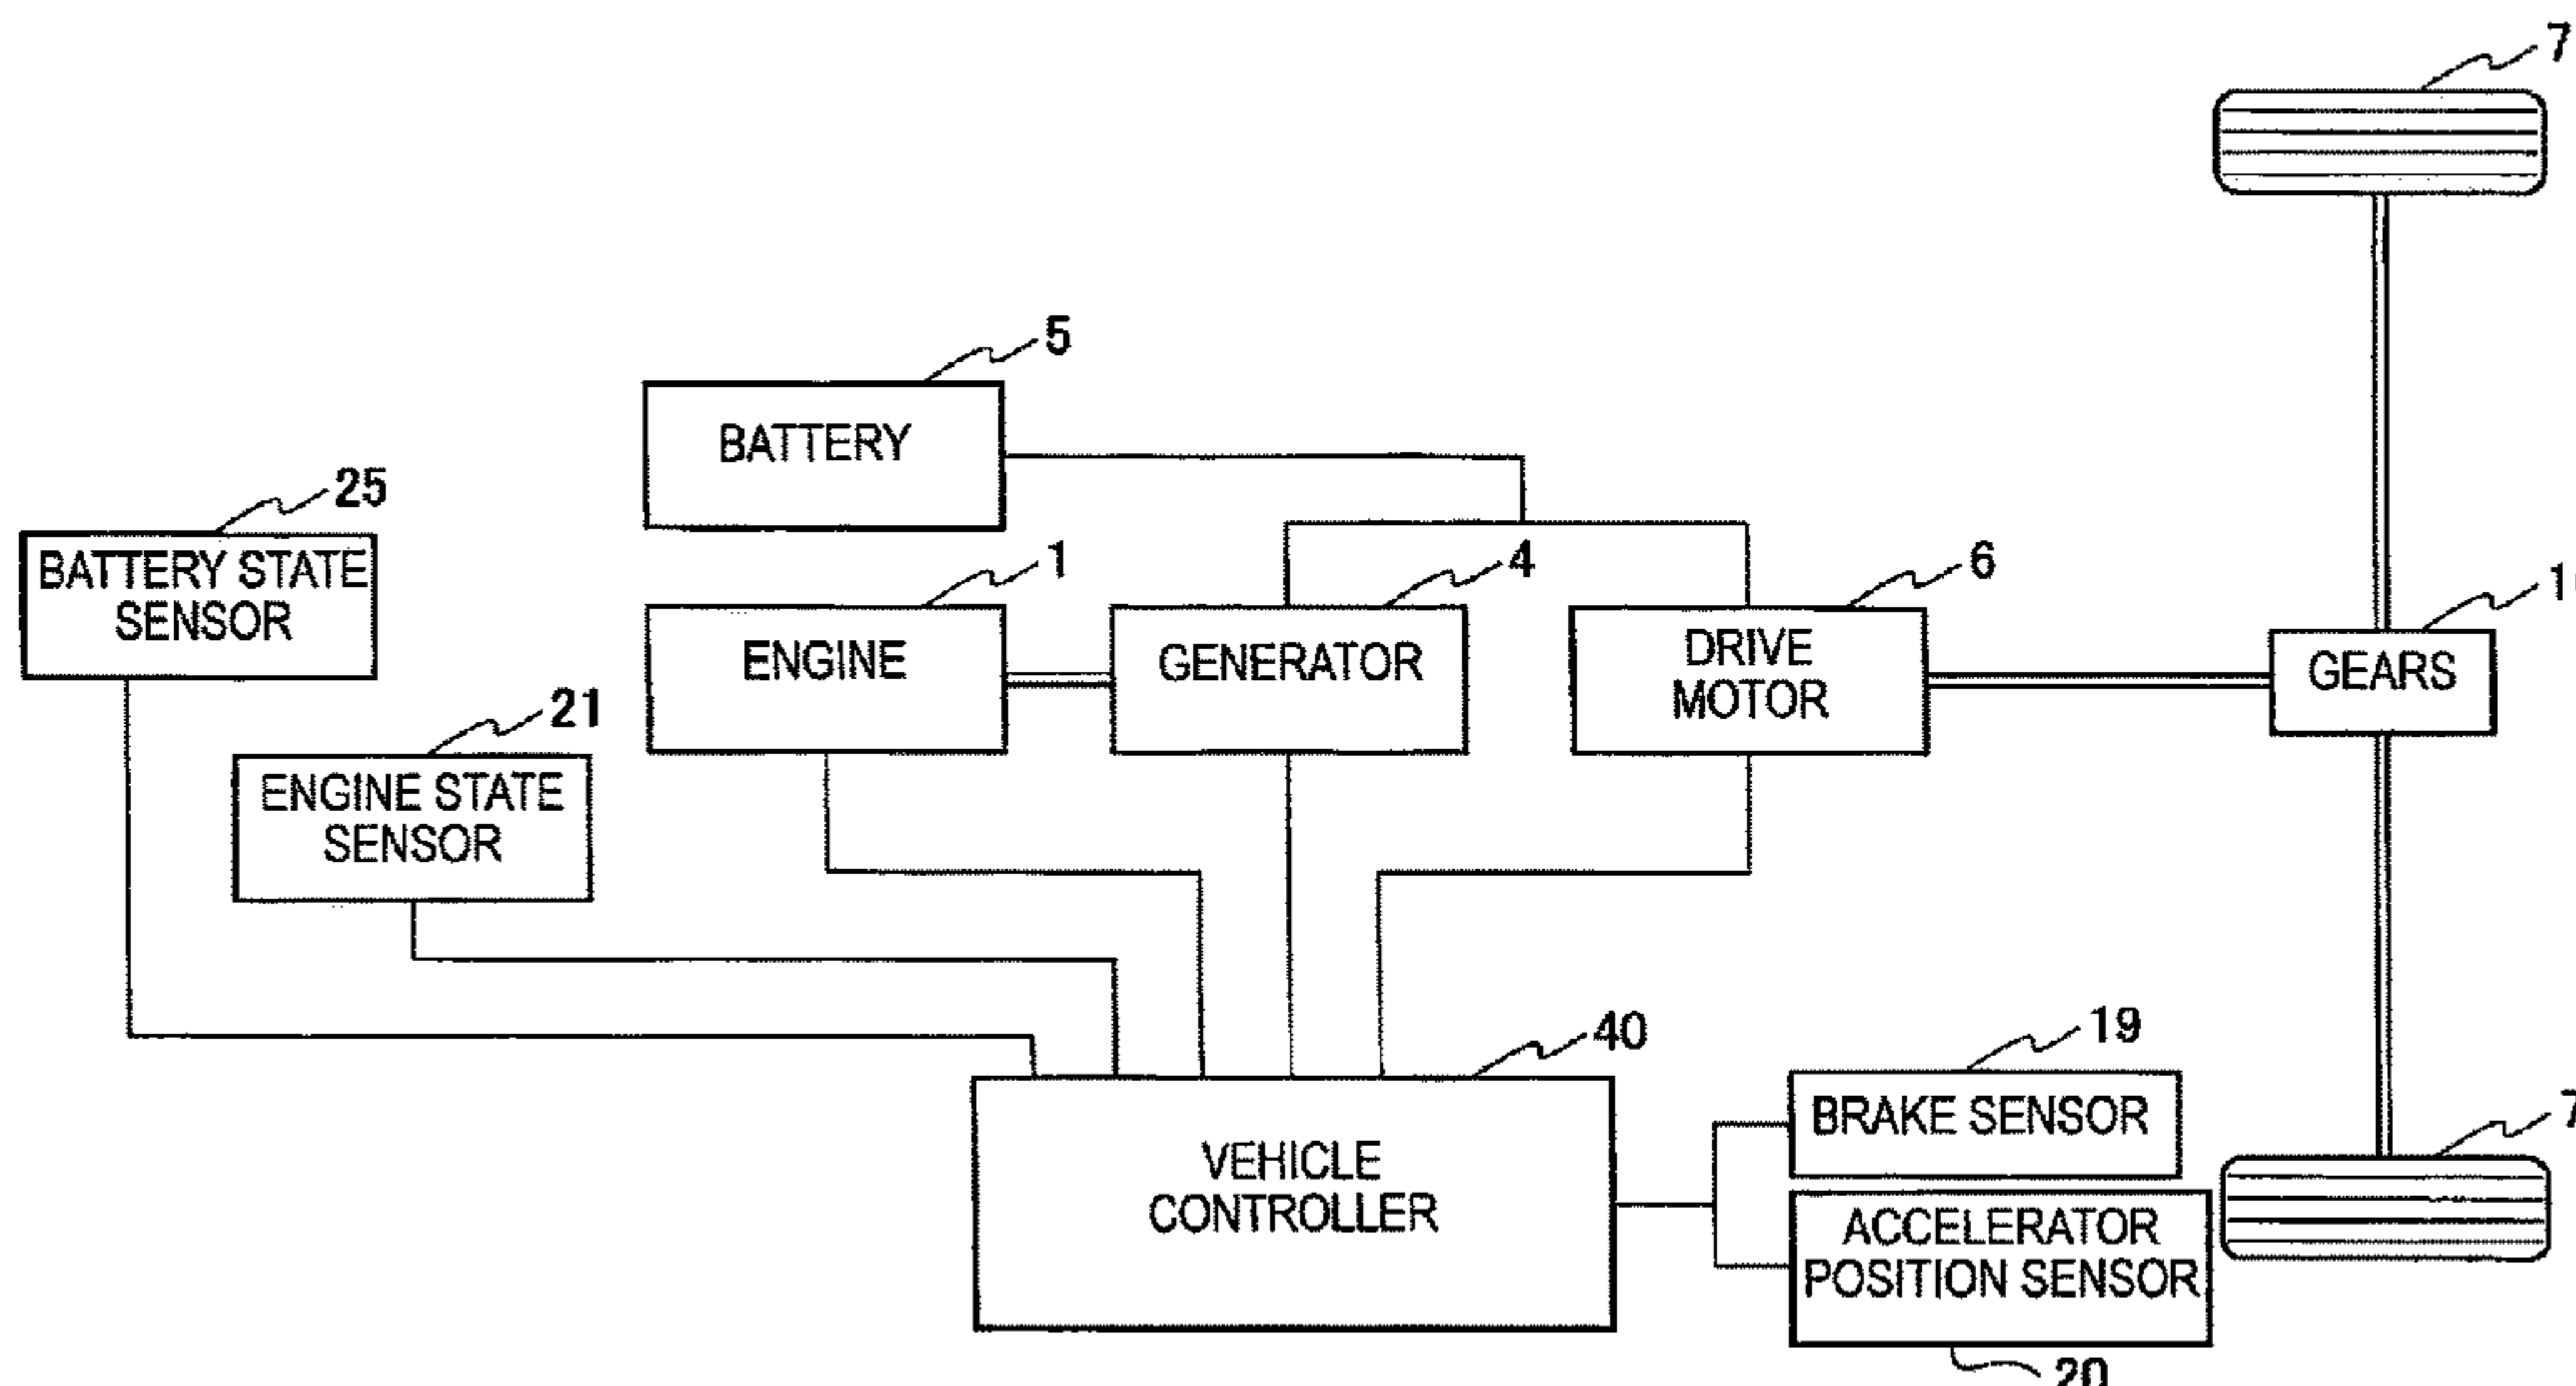 7
5
BATTERY
25
BATTERY STATE
SENSOR
1
ENGINE
4
GENERATOR
6
DRIVE
MOTOR
GEARS
21
ENGINE STATE
SENSOR
40
VEHICLE
CONTROLLER
19
BRAKE SENSOR
7
ACCELERATOR
POSITION SENSOR
20